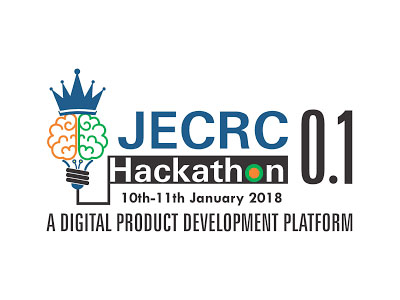 JECRC
Hackathon 0.1
10th-11th January 2018
A DIGITAL PRODUCT DEVELOPMENT PLATFORM